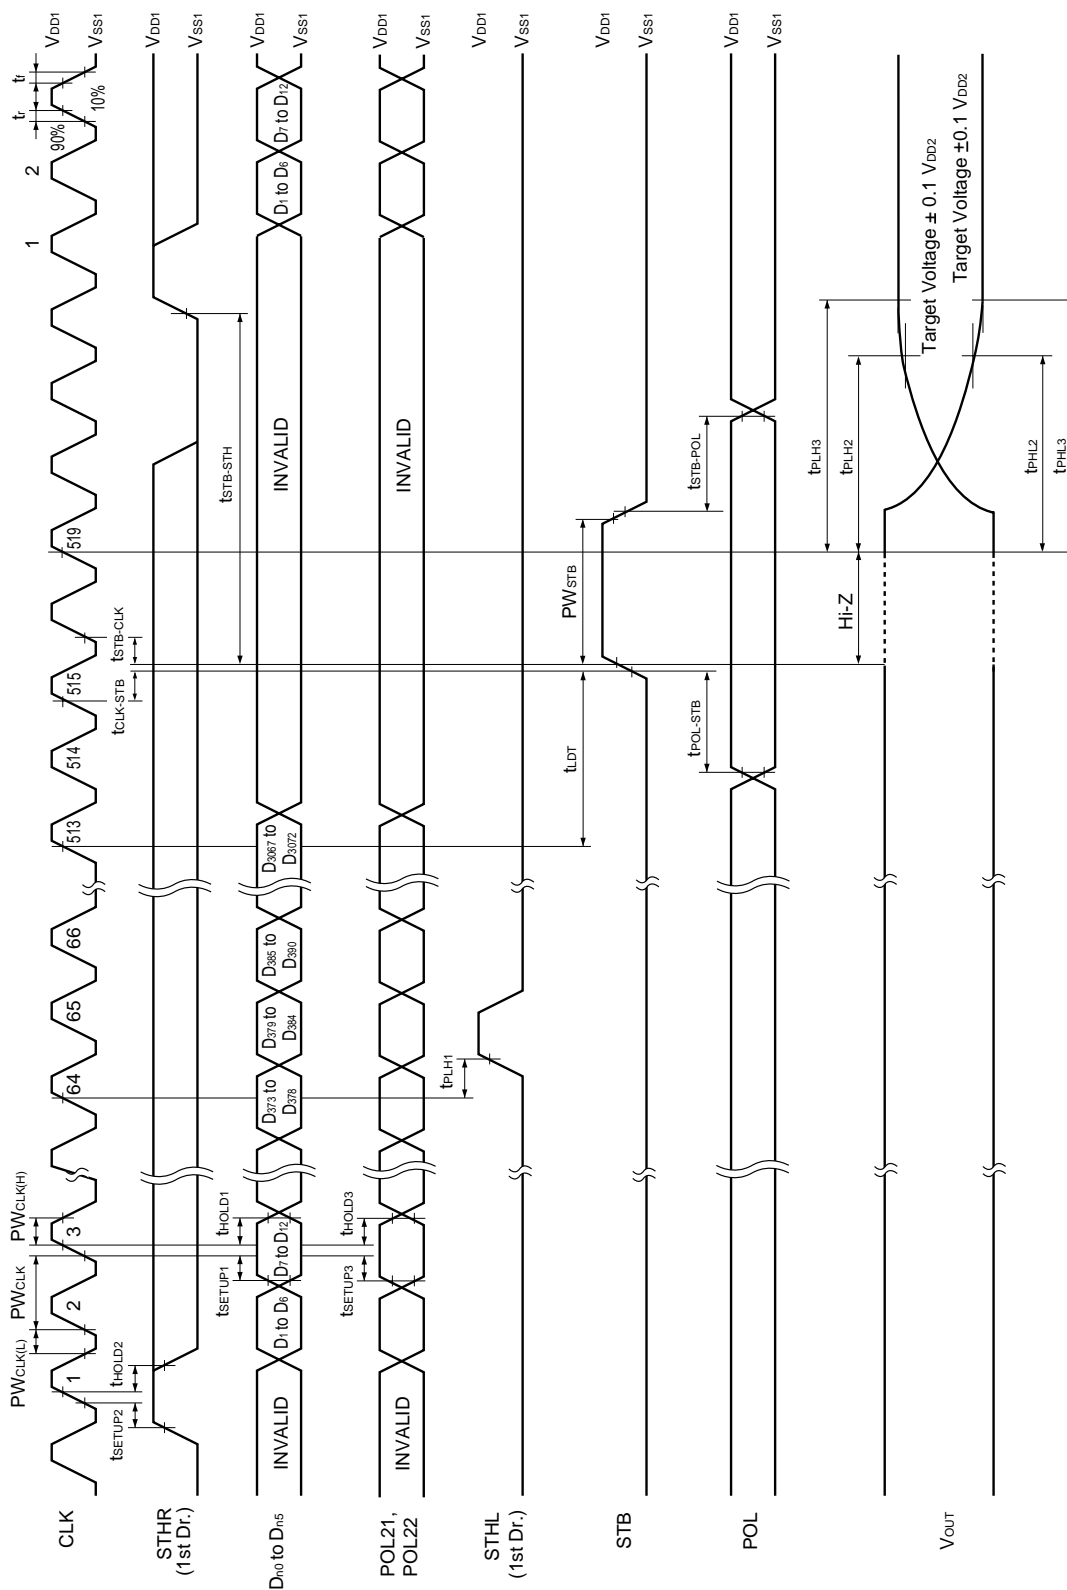 CLK
PWCLK(L)
PWCLK
PWCLK(H)
tr
tf
1
2
3
64
65
66
513
514
515
519
1
2
90%
10%
VDD1
VSS1
tSETUP2
tHOLD2
tCLK-STB
tSTB-CLK
STHR
(1st Dr.)
VDD1
VSS1
tSTB-STH
tSETUP1
tHOLD1
Dn0 to Dn5
INVALID
D1 to D6
D7 to D12
D373 to
D378
D379 to
D384
D385 to
D390
D3067 to
D3072
INVALID
D1 to D6
D7 to D12
VDD1
VSS1
tSETUP3
tHOLD3
POL21,
POL22
INVALID
INVALID
VDD1
VSS1
tPLH1
STHL
(1st Dr.)
VDD1
VSS1
tLDT
PWSTB
STB
VDD1
VSS1
tPOL-STB
tSTB-POL
POL
VDD1
VSS1
Hi-Z
tPLH3
tPLH2
Target Voltage ± 0.1 VDD2
Target Voltage ±0.1 VDD2
VOUT
tPHL2
tPHL3